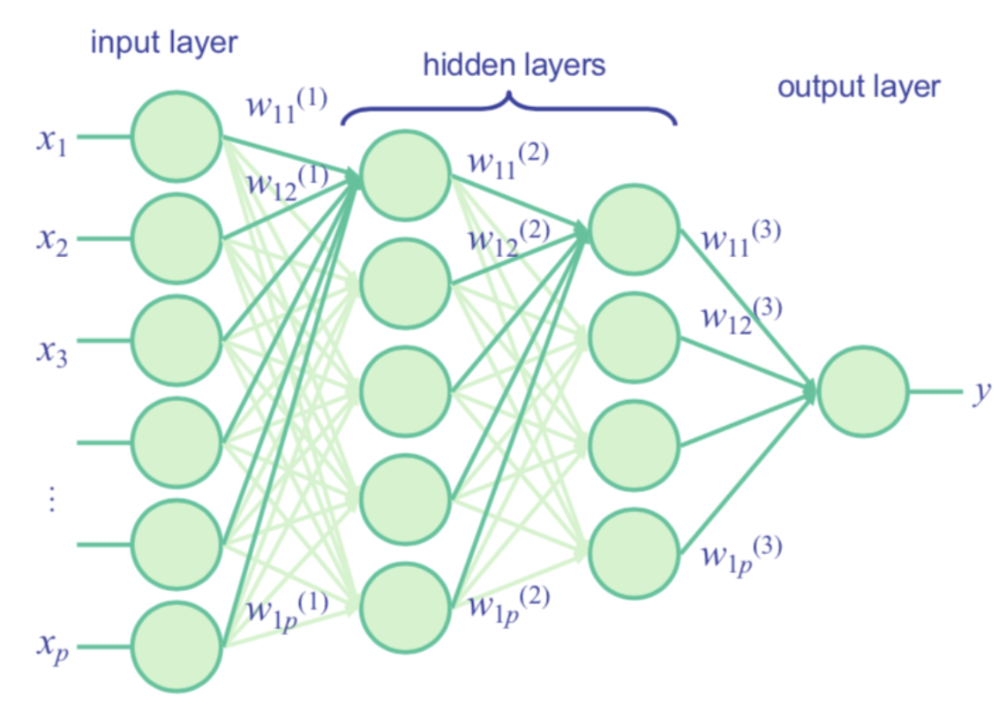 input layer
hidden layers
output layer
x₁
x₂
x₃
⋮
xₚ
w₁₁⁽¹⁾
w₁₂⁽¹⁾
w₁ₚ⁽¹⁾
w₁₁⁽²⁾
w₁₂⁽²⁾
w₁ₚ⁽²⁾
w₁₁⁽³⁾
w₁₂⁽³⁾
w₁ₚ⁽³⁾
y